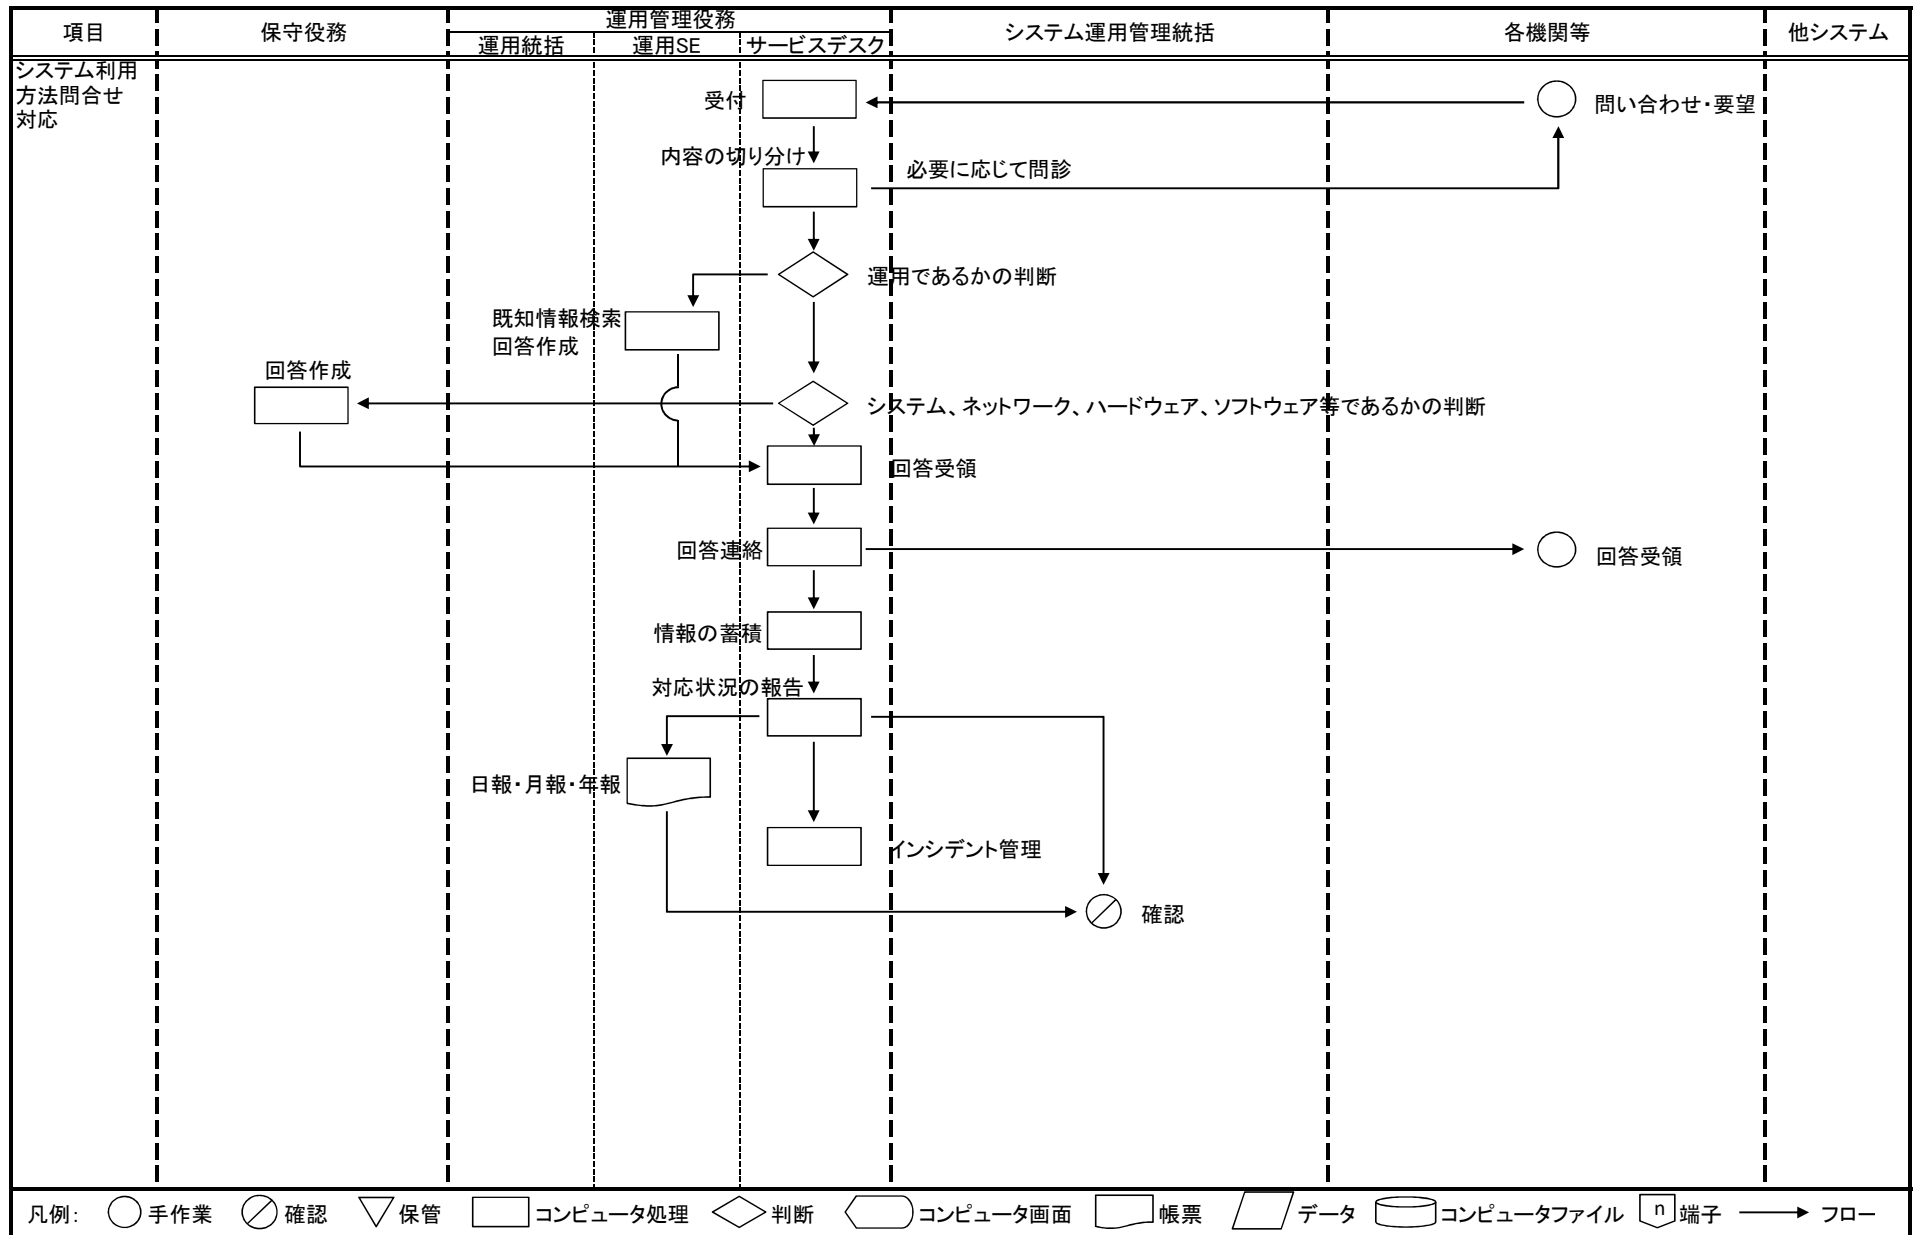 項目
保守役務
運用管理役務
運用統括
運用SE
サービスデスク
システム運用管理統括
各機関等
他システム
システム利用
方法問合せ
対応
受付
問い合わせ・要望
内容の切り分け
必要に応じて問診
運用であるかの判断
既知情報検索
回答作成
回答作成
システム、ネットワーク、ハードウェア、ソフトウェア等であるかの判断
回答受領
回答連絡
回答受領
情報の蓄積
対応状況の報告
日報・月報・年報
インシデント管理
確認
凡例:
手作業
確認
保管
コンピュータ処理
判断
コンピュータ画面
帳票
データ
コンピュータファイル
n
端子
フロー